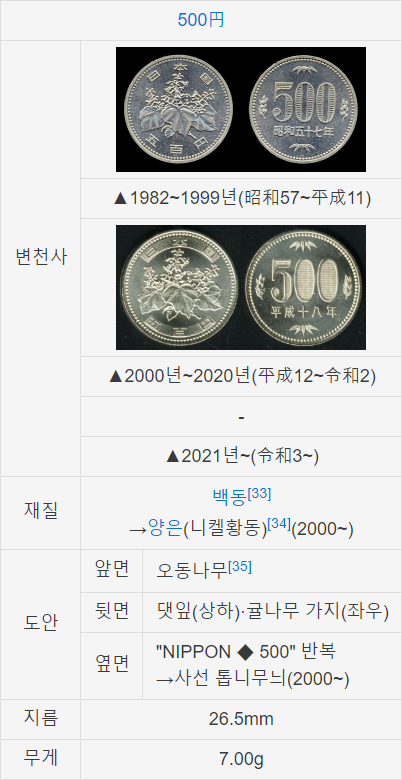 500円
변천사
日本国
五百円
500
昭和五十七年
▲1982~1999년(昭和57~平成11)
日本国
五百円
500
平成十八年
▲2000년~2020년(平成12~令和2)
-
▲2021년~(令和3~)
재질
백동[33]
→양은(니켈황동)[34](2000~)
도안
앞면
오동나무[35]
뒷면
댓잎(상하)·귤나무 가지(좌우)
옆면
"NIPPON ◆ 500" 반복
→사선 톱니무늬(2000~)
지름
26.5mm
무게
7.00g